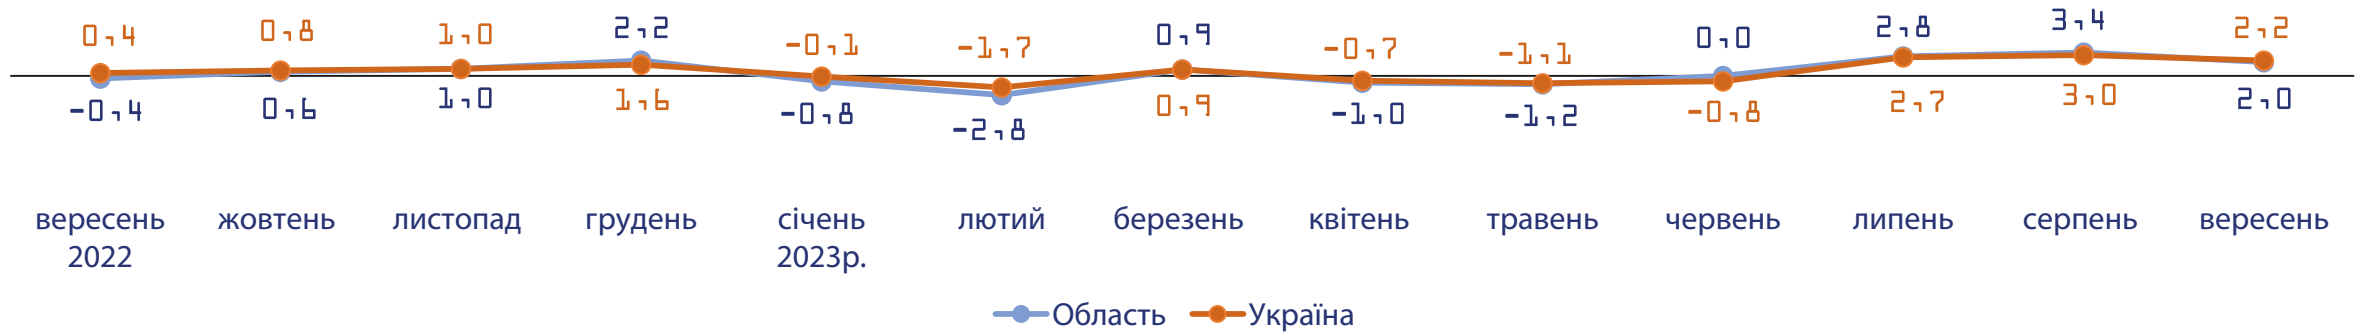 0,4 0,8 1,0 2,2 -0,1 -1,7 0,9 -0,7 -1,1 0,0 2,8 3,4 2,2
-0,4 0,6 1,0 1,6 -0,8 -2,8 0,9 -1,0 -1,2 -0,8 2,7 3,0 2,0
вересень жовтень листопад грудень січень лютий березень квітень травень червень липень серпень вересень
2022 2023р.
Область Україна